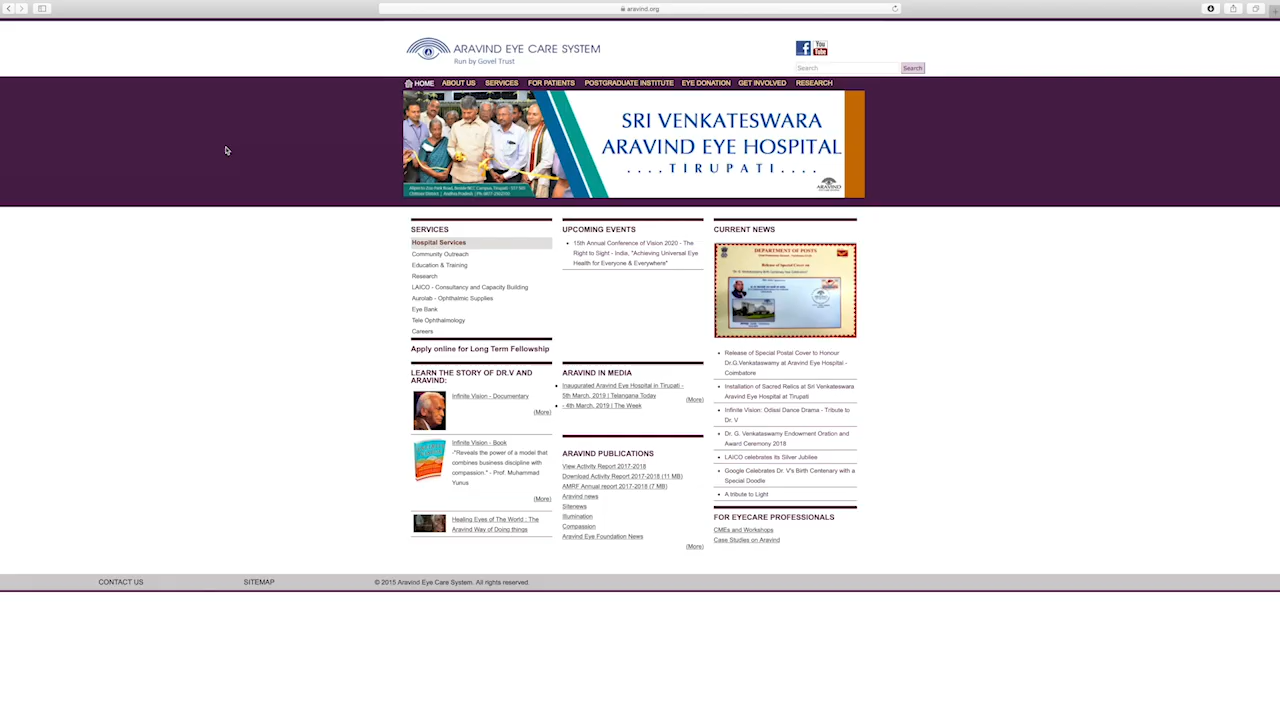 aravind.org
ARAVIND EYE CARE SYSTEM
Run by Govel Trust
You
Tube
Search
Search
HOME ABOUT US SERVICES FOR PATIENTS POSTGRADUATE INSTITUTE EYE DONATION GET INVOLVED RESEARCH
SRI VENKATESWARA
ARAVIND EYE HOSPITAL
....TIRUPATI....
ARAVIND
SERVICES
Hospital Services
Community Outreach
Education & Training
Research
LAICO - Consultancy and Capacity Building
Aurolab - Ophthalmic Supplies
Eye Bank
Tele Ophthalmology
Careers
Apply online for Long Term Fellowship
LEARN THE STORY OF DR.V AND
ARAVIND:
Infinite Vision - Documentary
(More)
Infinite Vision - Book
-"Reveals the power of a model that
combines business discipline with
compassion." - Prof. Muhammad
Yunus
(More)
Healing Eyes of The World : The
Aravind Way of Doing things
UPCOMING EVENTS
15th Annual Conference of Vision 2020 - The
Right to Sight - India, "Achieving Universal Eye
Health for Everyone & Everywhere"
ARAVIND IN MEDIA
Inaugurated Aravind Eye Hospital in Tirupati -
5th March, 2019 | Telangana Today
- 4th March, 2019 | The Week
(More)
ARAVIND PUBLICATIONS
View Activity Report 2017-2018
Download Activity Report 2017-2018 (11 MB)
AMRF Annual report 2017-2018 (7 MB)
Aravind news
Sitenews
Illumination
Compassion
Aravind Eye Foundation News
(More)
CURRENT NEWS
DEPARTMENT OF POSTS
Release of Special Postal Cover to Honour
Dr.G.Venkataswamy at Aravind Eye Hospital -
Coimbatore
Installation of Sacred Relics at Sri Venkateswara
Aravind Eye Hospital at Tirupati
Infinite Vision: Odissi Dance Drama - Tribute to
Dr. V
Dr. G. Venkataswamy Endowment Oration and
Award Ceremony 2018
LAICO celebrates its Silver Jubilee
Google Celebrates Dr. V's Birth Centenary with a
Special Doodle
A tribute to Light
FOR EYECARE PROFESSIONALS
CMEs and Workshops
Case Studies on Aravind
CONTACT US SITEMAP © 2015 Aravind Eye Care System. All rights reserved.